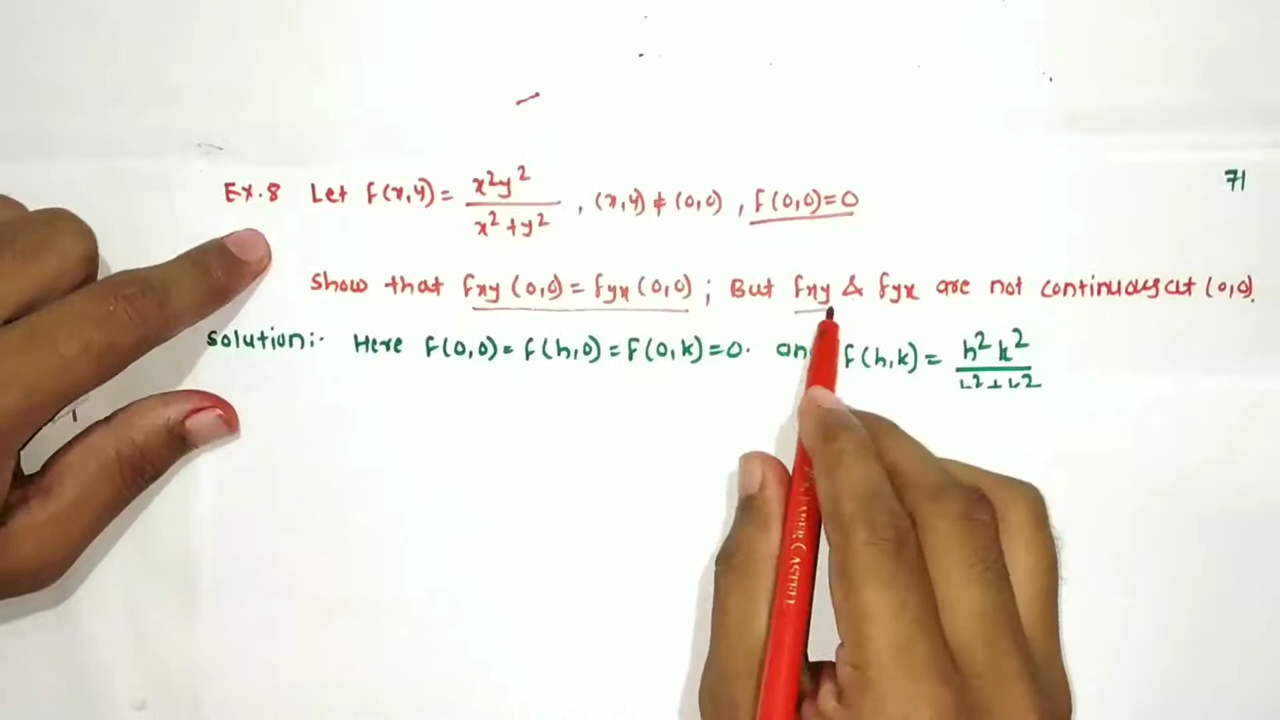 71
Ex.8 Let f(x,y) = x²y² / x²+y² , (x,y) ≠ (0,0) , f(0,0)=0
Show that fxy (0,0) = fyx (0,0) ; But fxy & fyx are not continuous at (0,0).
Solution:- Here f(0,0) = f(h,0) = f(0,k) = 0. f(h,k) = h²k² / h²+k²